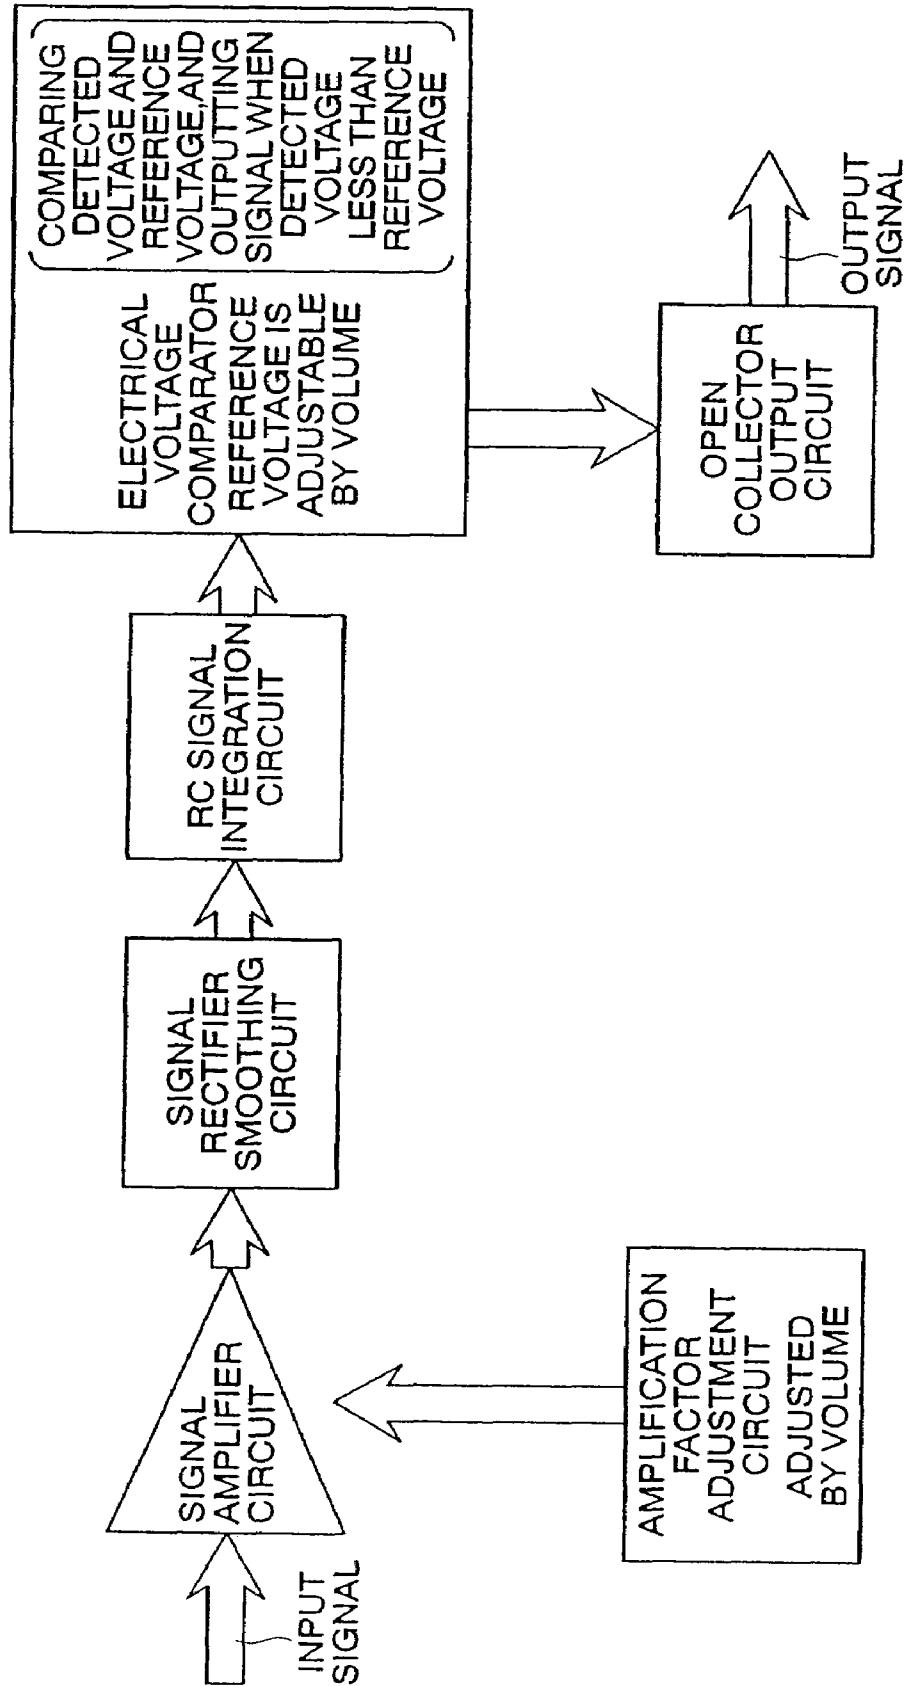 INPUT
SIGNAL
SIGNAL
AMPLIFIER
CIRCUIT
AMPLIFICATION
FACTOR
ADJUSTMENT
CIRCUIT
ADJUSTED
BY VOLUME
SIGNAL
RECTIFIER
SMOOTHING
CIRCUIT
RC SIGNAL
INTEGRATION
CIRCUIT
ELECTRICAL
VOLTAGE
COMPARATOR
REFERENCE
VOLTAGE IS
ADJUSTABLE
BY VOLUME
COMPARING
DETECTED
VOLTAGE AND
REFERENCE
VOLTAGE, AND
OUTPUTTING
SIGNAL WHEN
DETECTED
VOLTAGE
LESS THAN
REFERENCE
VOLTAGE
OPEN
COLLECTOR
OUTPUT
CIRCUIT
OUTPUT
SIGNAL